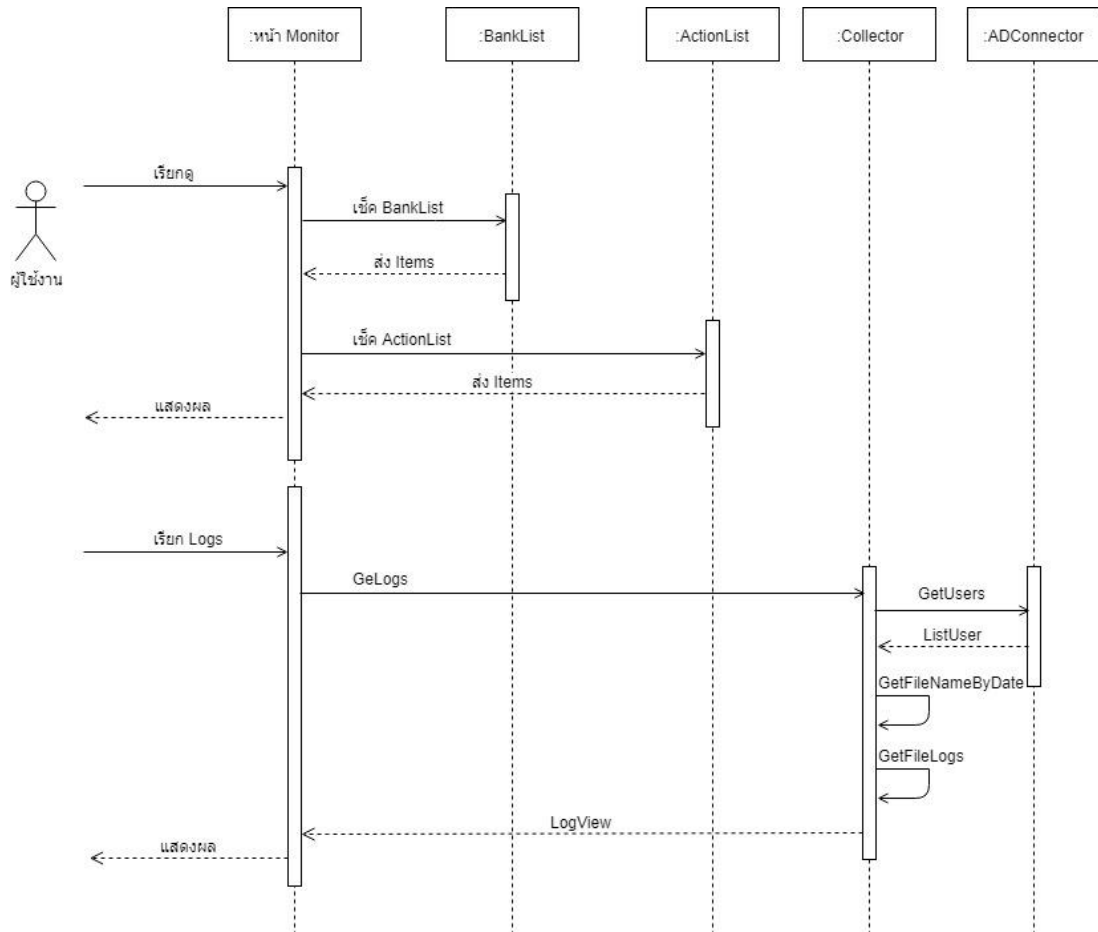 :หน้า Monitor
:BankList
:ActionList
:Collector
:ADConnector
เรียกดู
ผู้ใช้งาน
เช็ค BankList
ส่ง Items
เช็ค ActionList
ส่ง Items
แสดงผล
เรียก Logs
GeLogs
GetUsers
ListUser
GetFileNameByDate
GetFileLogs
LogView
แสดงผล